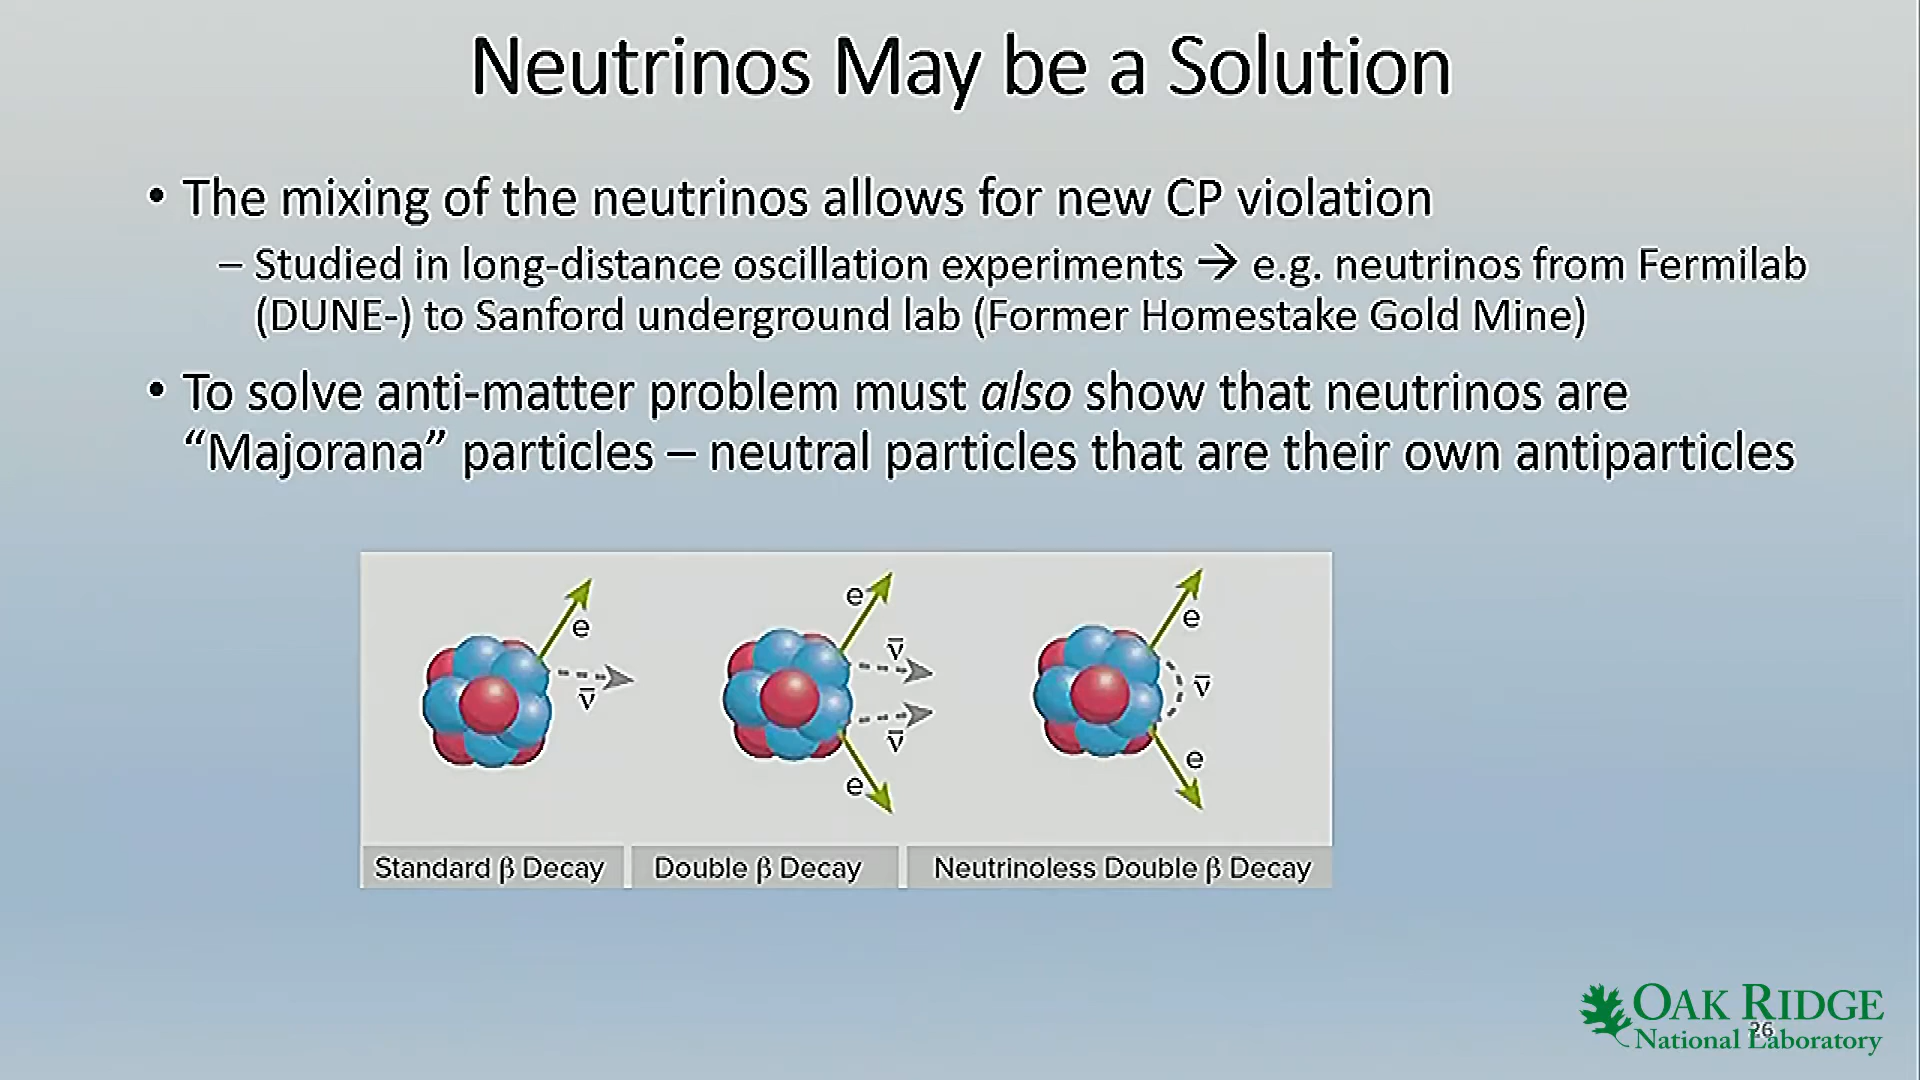 Neutrinos May be a Solution
• The mixing of the neutrinos allows for new CP violation
– Studied in long-distance oscillation experiments → e.g. neutrinos from Fermilab
(DUNE-) to Sanford underground lab (Former Homestake Gold Mine)
• To solve anti-matter problem must also show that neutrinos are
“Majorana” particles – neutral particles that are their own antiparticles
e
ν̅
Standard β Decay
e
ν̅
ν̅
e
Double β Decay
e
ν̅
e
Neutrinoless Double β Decay
OAK RIDGE
National Laboratory
26